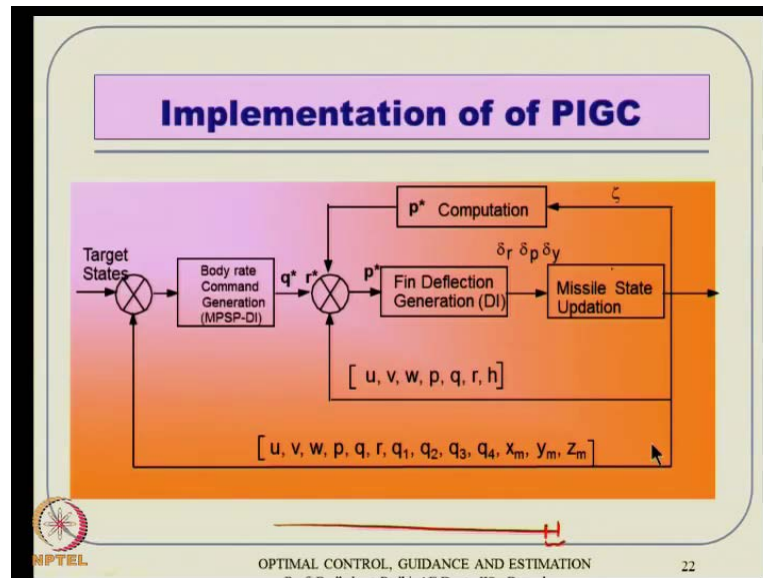 Implementation of of PIGC
p* Computation
ζ
Target
States
Body rate
Command
Generation
(MPSP-DI)
q* r*
p*
Fin Deflection
Generation (DI)
δr δp δy
Missile State
Updation
[ u, v, w, p, q, r, h]
[ u, v, w, p, q, r, q1, q2, q3, q4, xm, ym, zm]
NPTEL
OPTIMAL CONTROL, GUIDANCE AND ESTIMATION
22